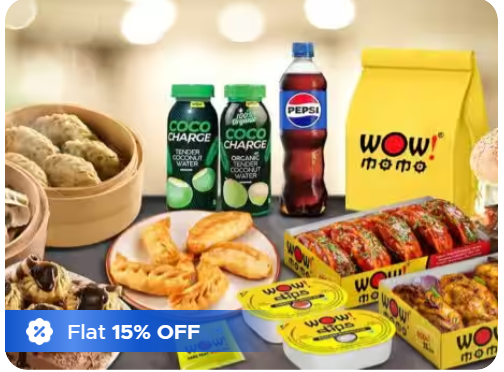 COCO
CHARGE
TENDER
COCONUT
WATER
100%
Organic
COCO
CHARGE
ORGANIC
TENDER
COCONUT
WATER
PEPSI
WOW!
momo
WOW!
momo
WOW!
WOW!
momo
WOW!
dips
WOW!
dips
WOW!
Flat 15% OFF